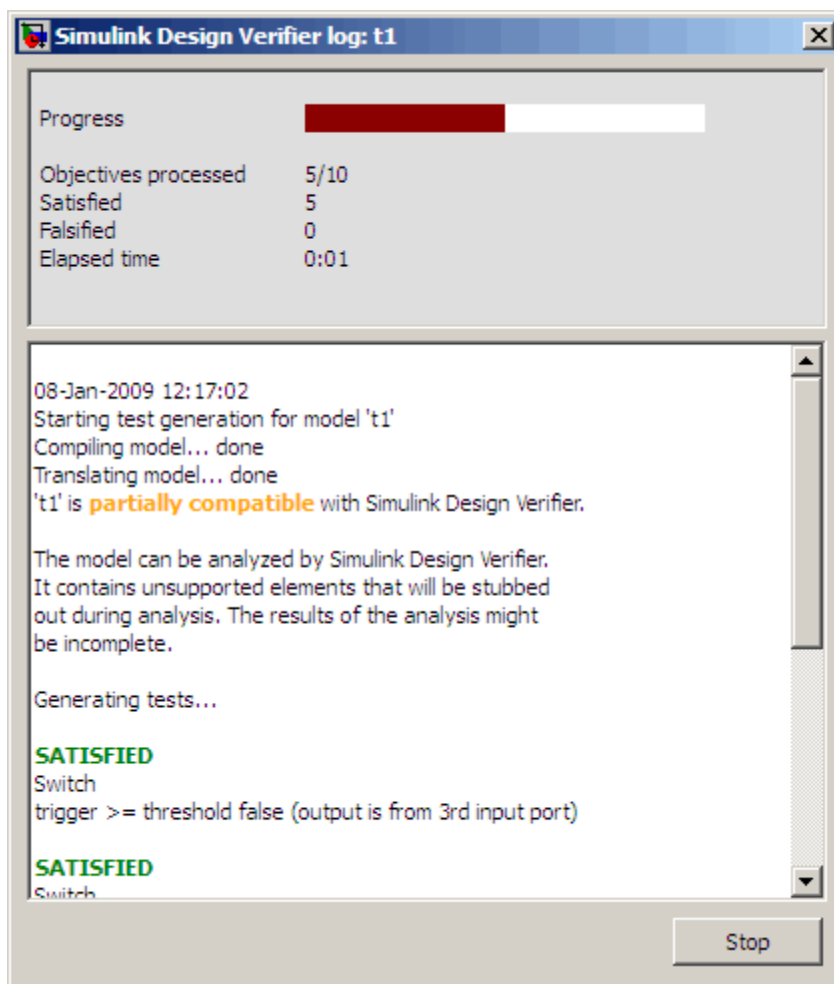 Simulink Design Verifier log: t1
Progress
Objectives processed 5/10
Satisfied 5
Falsified 0
Elapsed time 0:01
08-Jan-2009 12:17:02
Starting test generation for model 't1'
Compiling model... done
Translating model... done
't1' is partially compatible with Simulink Design Verifier.
The model can be analyzed by Simulink Design Verifier.
It contains unsupported elements that will be stubbed
out during analysis. The results of the analysis might
be incomplete.
Generating tests...
SATISFIED
Switch
trigger >= threshold false (output is from 3rd input port)
SATISFIED
Switch
Stop